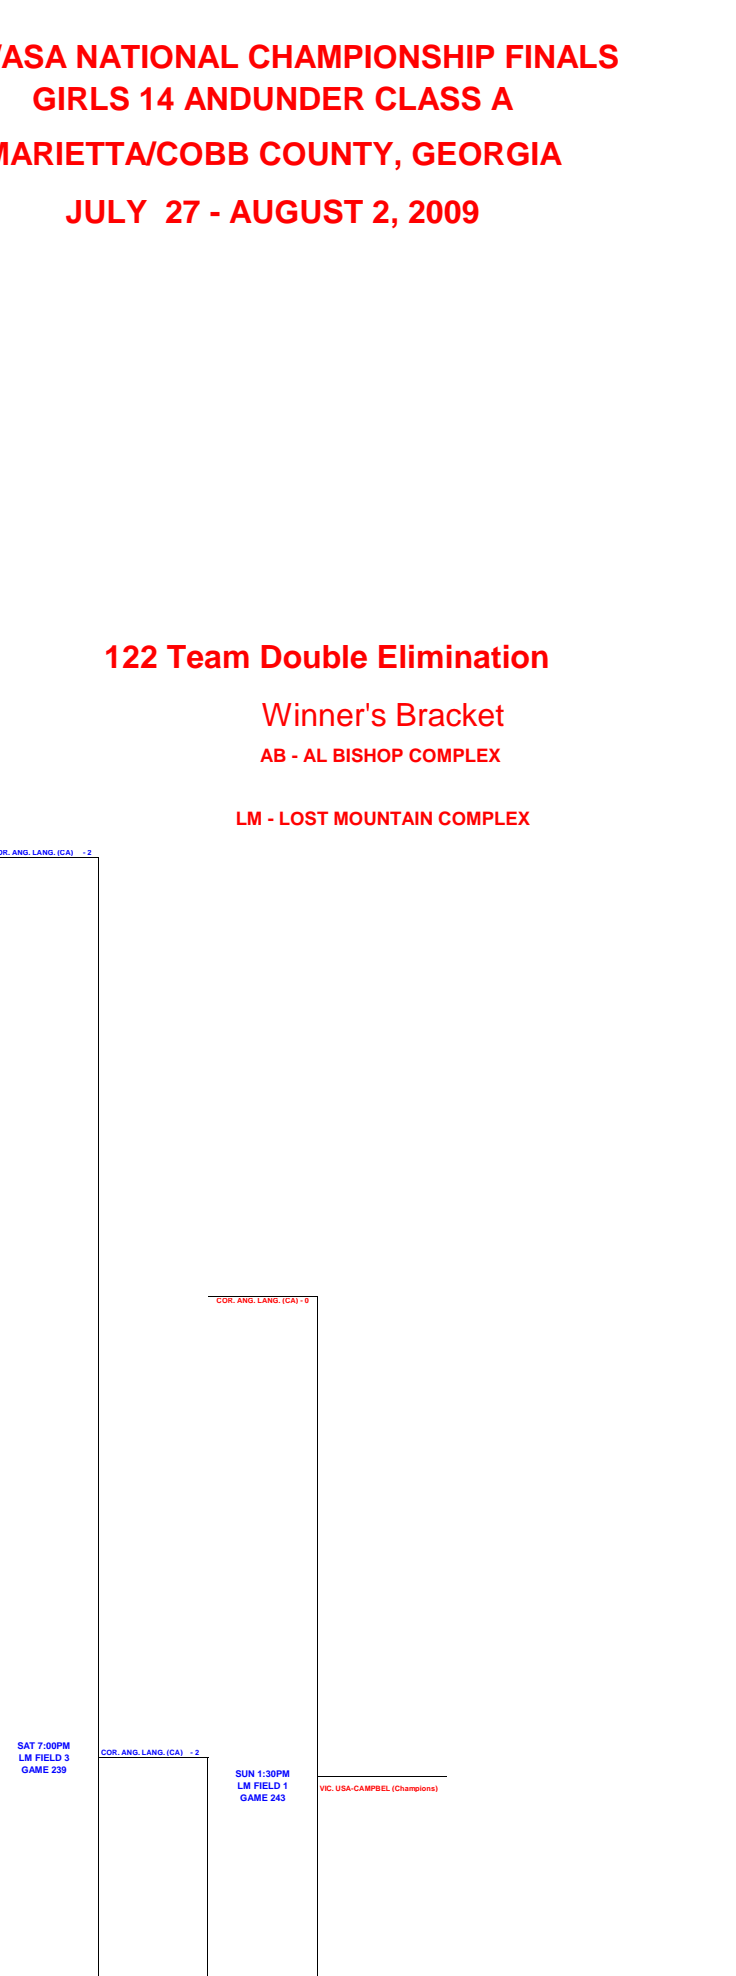 /ASA NATIONAL CHAMPIONSHIP FINALS
GIRLS 14 ANDUNDER CLASS A
MARIETTA/COBB COUNTY, GEORGIA
JULY 27 - AUGUST 2, 2009
122 Team Double Elimination
Winner's Bracket
AB - AL BISHOP COMPLEX
LM - LOST MOUNTAIN COMPLEX
OR. ANG. LANG. (CA) - 2
COR. ANG. LANG. (CA) - 0
SAT 7:00PM
LM FIELD 3
GAME 239
COR. ANG. LANG. (CA) - 2
SUN 1:30PM
LM FIELD 1
GAME 243
VIC. USA-CAMPBEL (Champions)